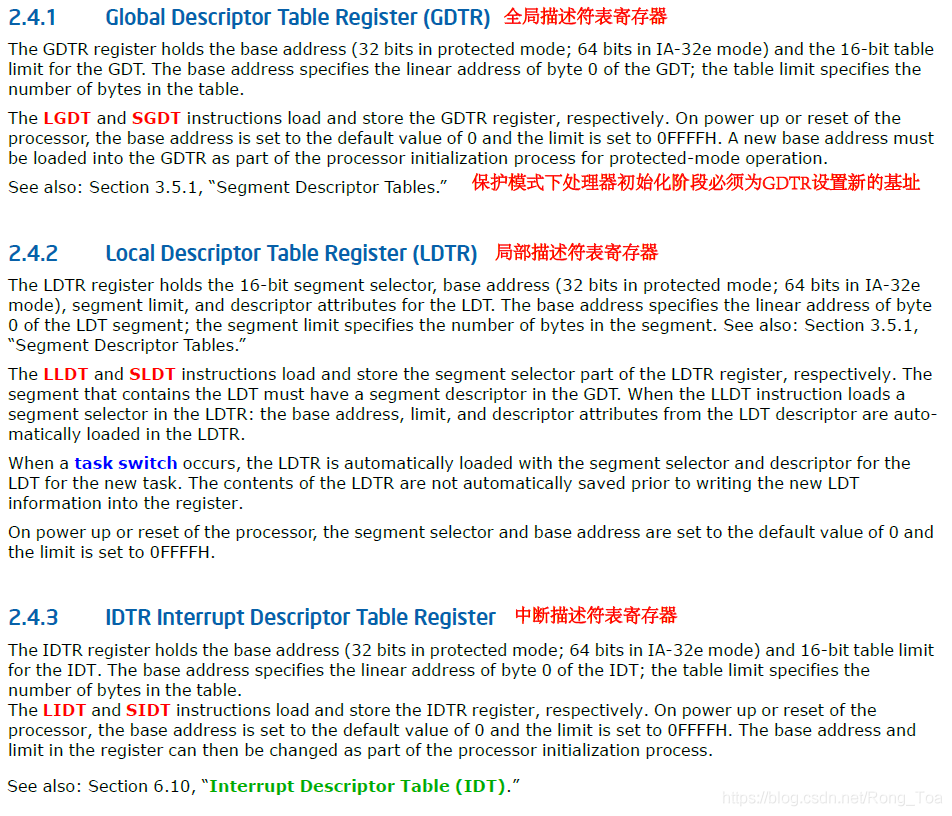 2.4.1 Global Descriptor Table Register (GDTR) 全局描述符表寄存器
The GDTR register holds the base address (32 bits in protected mode; 64 bits in IA-32e mode) and the 16-bit table
limit for the GDT. The base address specifies the linear address of byte 0 of the GDT; the table limit specifies the
number of bytes in the table.
The LGDT and SGDT instructions load and store the GDTR register, respectively. On power up or reset of the
processor, the base address is set to the default value of 0 and the limit is set to 0FFFFH. A new base address must
be loaded into the GDTR as part of the processor initialization process for protected-mode operation.
See also: Section 3.5.1, “Segment Descriptor Tables.” 保护模式下处理器初始化阶段必须为GDTR设置新的基址
2.4.2 Local Descriptor Table Register (LDTR) 局部描述符表寄存器
The LDTR register holds the 16-bit segment selector, base address (32 bits in protected mode; 64 bits in IA-32e
mode), segment limit, and descriptor attributes for the LDT. The base address specifies the linear address of byte
0 of the LDT segment; the segment limit specifies the number of bytes in the segment. See also: Section 3.5.1,
“Segment Descriptor Tables.”
The LLDT and SLDT instructions load and store the segment selector part of the LDTR register, respectively. The
segment that contains the LDT must have a segment descriptor in the GDT. When the LLDT instruction loads a
segment selector in the LDTR: the base address, limit, and descriptor attributes from the LDT descriptor are auto-
matically loaded in the LDTR.
When a task switch occurs, the LDTR is automatically loaded with the segment selector and descriptor for the
LDT for the new task. The contents of the LDTR are not automatically saved prior to writing the new LDT
information into the register.
On power up or reset of the processor, the segment selector and base address are set to the default value of 0 and
the limit is set to 0FFFFH.
2.4.3 IDTR Interrupt Descriptor Table Register 中断描述符表寄存器
The IDTR register holds the base address (32 bits in protected mode; 64 bits in IA-32e mode) and 16-bit table limit
for the IDT. The base address specifies the linear address of byte 0 of the IDT; the table limit specifies the
number of bytes in the table.
The LIDT and SIDT instructions load and store the IDTR register, respectively. On power up or reset of the
processor, the base address is set to the default value of 0 and the limit is set to 0FFFFH. The base address and
limit in the register can then be changed as part of the processor initialization process.
See also: Section 6.10, “Interrupt Descriptor Table (IDT).”
https://blog.csdn.net/Rong_Toa